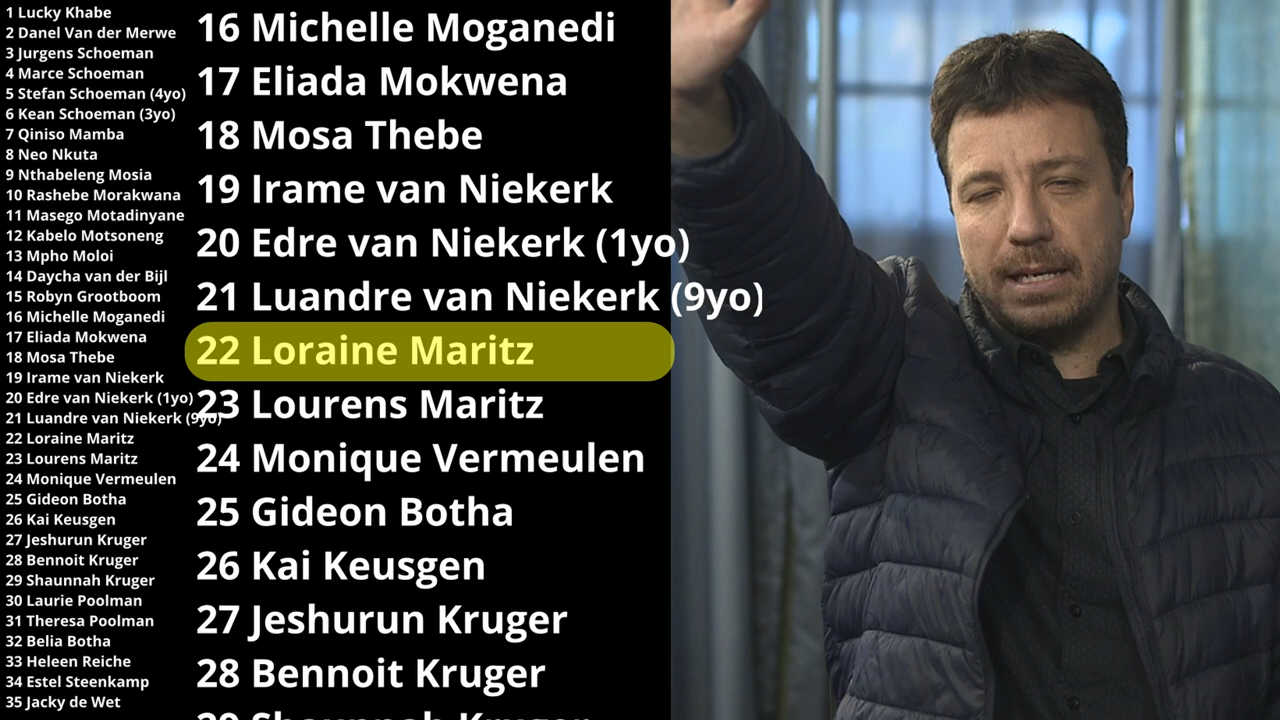 1 Lucky Khabe
2 Danel Van der Merwe
3 Jurgens Schoeman
4 Marce Schoeman
5 Stefan Schoeman (4yo)
6 Kean Schoeman (3yo)
7 Qiniso Mamba
8 Neo Nkuta
9 Nthabeleng Mosia
10 Rashebe Morakwana
11 Masego Motadinyane
12 Kabelo Motsoneng
13 Mpho Moloi
14 Daycha van der Bijl
15 Robyn Grootboom
16 Michelle Moganedi
17 Eliada Mokwena
18 Mosa Thebe
19 Irame van Niekerk
20 Edre van Niekerk (1yo)
21 Luandre van Niekerk (9yo)
22 Loraine Maritz
23 Lourens Maritz
24 Monique Vermeulen
25 Gideon Botha
26 Kai Keusgen
27 Jeshurun Kruger
28 Bennoit Kruger
29 Shaunnah Kruger
30 Laurie Poolman
31 Theresa Poolman
32 Belia Botha
33 Heleen Reiche
34 Estel Steenkamp
35 Jacky de Wet
16 Michelle Moganedi
17 Eliada Mokwena
18 Mosa Thebe
19 Irame van Niekerk
20 Edre van Niekerk (1yo)
21 Luandre van Niekerk (9yo)
22 Loraine Maritz
23 Lourens Maritz
24 Monique Vermeulen
25 Gideon Botha
26 Kai Keusgen
27 Jeshurun Kruger
28 Bennoit Kruger
29 Shaunnah Kruger